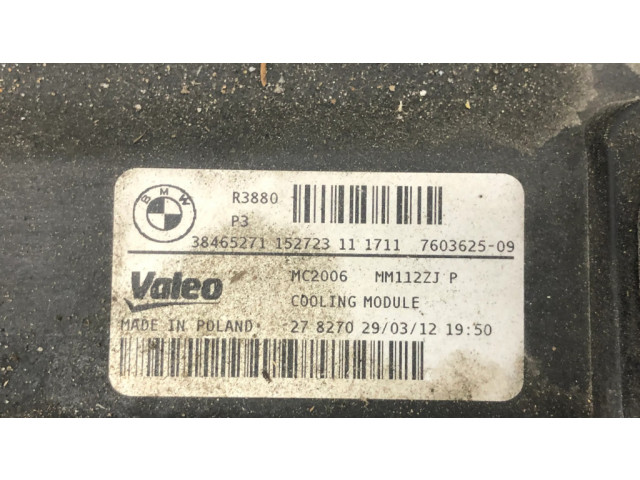 BMW
R3880
P3
38465271 152723 11 1711 7603625-09
Valeo MC2006 MM112ZJ P
COOLING MODULE
MADE IN POLAND. 27 8270 29/03/12 19:50